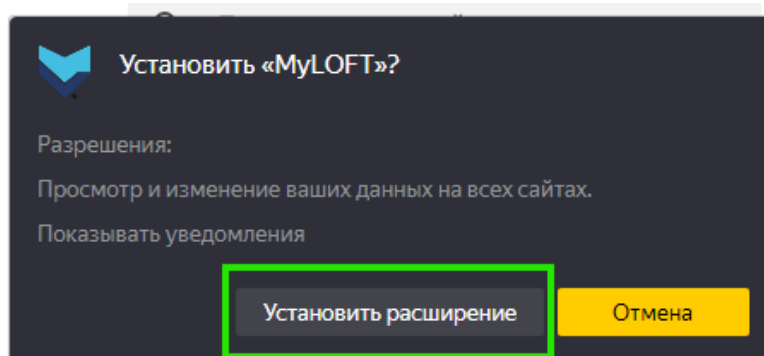 Установить «MyLOFT»?
Разрешения:
Просмотр и изменение ваших данных на всех сайтах.
Показывать уведомления
Установить расширение
Отмена